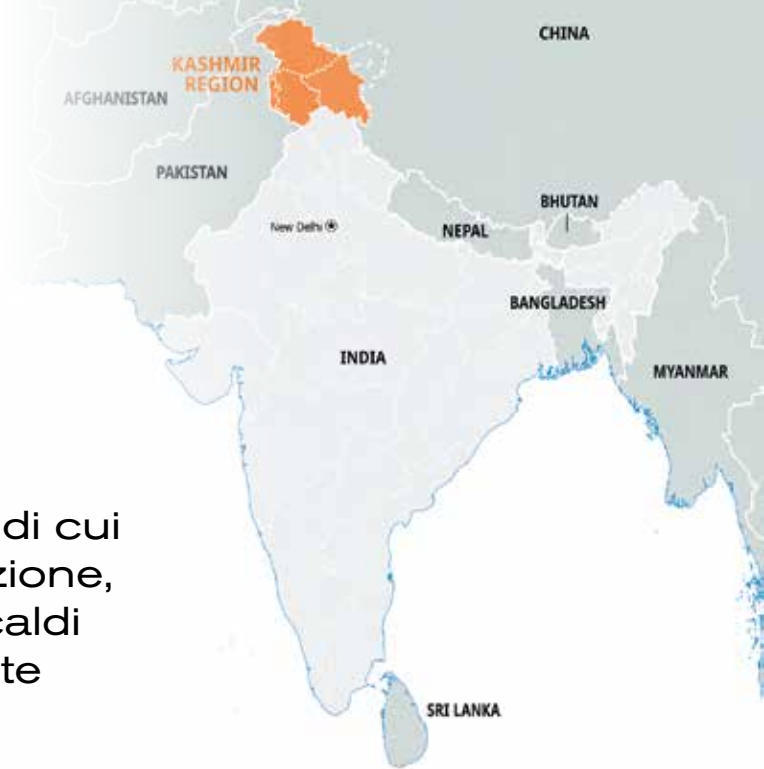 CHINA
KASHMIR
REGION
AFGHANISTAN
PAKISTAN
BHUTAN
New Delhi
NEPAL
BANGLADESH
INDIA
MYANMAR
di cui
zione,
caldi
te
SRI LANKA